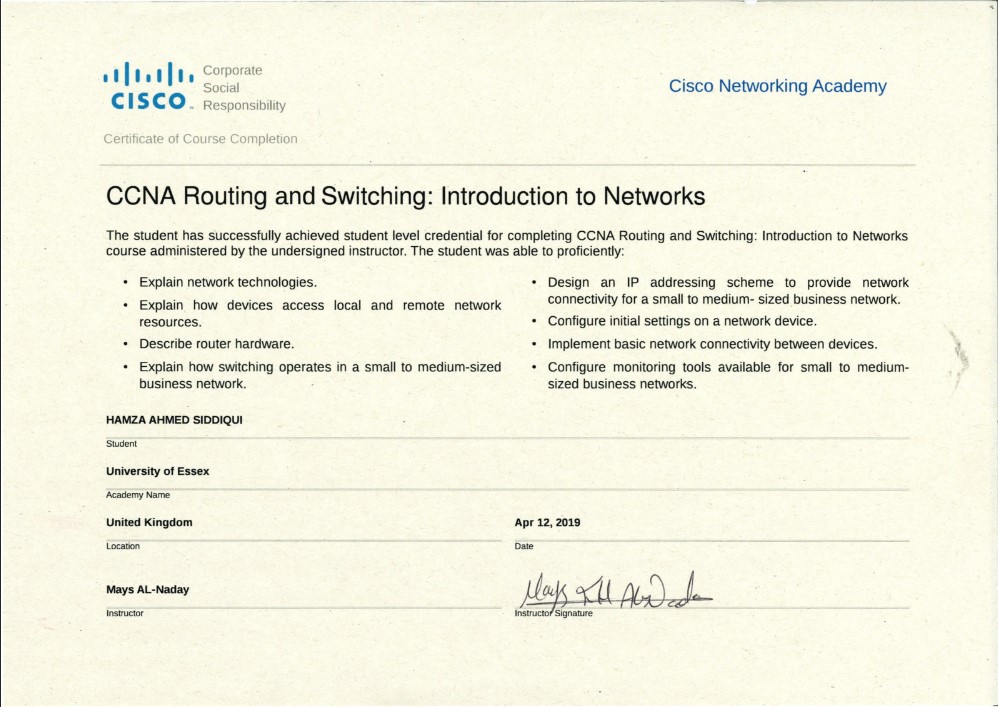 Corporate
Social
CISCO Responsibility
Cisco Networking Academy
Certificate of Course Completion
CCNA Routing and Switching: Introduction to Networks
The student has successfully achieved student level credential for completing CCNA Routing and Switching: Introduction to Networks
course administered by the undersigned instructor. The student was able to proficiently:
• Explain network technologies.
• Explain how devices access local and remote network
resources.
• Describe router hardware.
• Explain how switching operates in a small to medium-sized
business network.
• Design an IP addressing scheme to provide network
connectivity for a small to medium- sized business network.
• Configure initial settings on a network device.
• Implement basic network connectivity between devices.
• Configure monitoring tools available for small to medium-
sized business networks.
HAMZA AHMED SIDDIQUI
Student
University of Essex
Academy Name
United Kingdom
Location
Apr 12, 2019
Date
Mays AL-Naday
Instructor
Instructor Signature